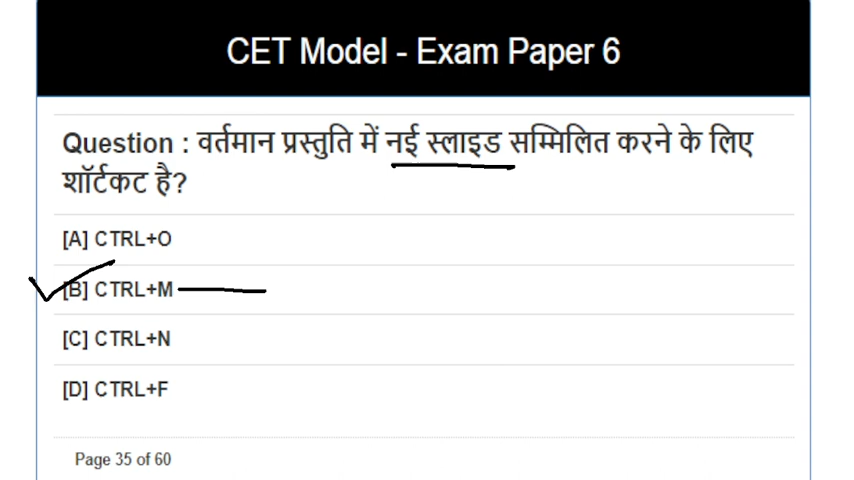 CET Model - Exam Paper 6
Question : वर्तमान प्रस्तुति में नई स्लाइड सम्मिलित करने के लिए
शॉर्टकट है?
[A] CTRL+O
[B] CTRL+M
[C] CTRL+N
[D] CTRL+F
Page 35 of 60